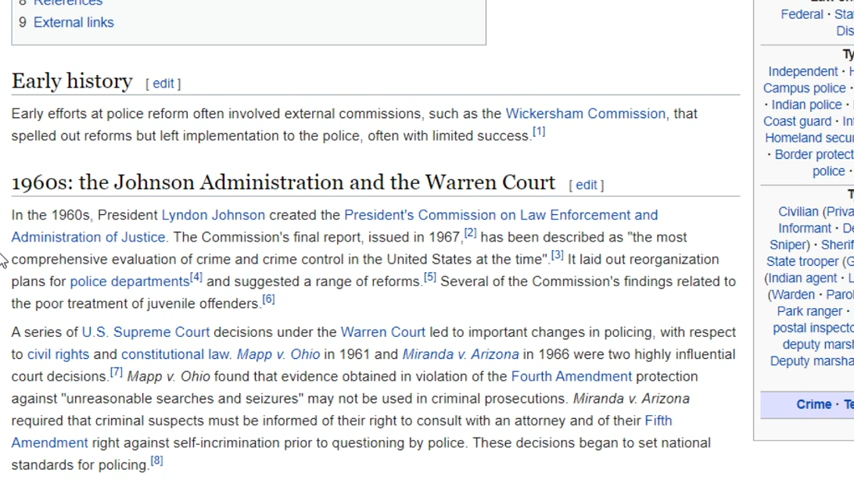 8 References
9 External links
Early history [ edit ]
Early efforts at police reform often involved external commissions, such as the Wickersham Commission, that
spelled out reforms but left implementation to the police, often with limited success.[1]
1960s: the Johnson Administration and the Warren Court [ edit ]
In the 1960s, President Lyndon Johnson created the President's Commission on Law Enforcement and
Administration of Justice. The Commission's final report, issued in 1967,[2] has been described as "the most
comprehensive evaluation of crime and crime control in the United States at the time".[3] It laid out reorganization
plans for police departments[4] and suggested a range of reforms.[5] Several of the Commission's findings related to
the poor treatment of juvenile offenders.[6]
A series of U.S. Supreme Court decisions under the Warren Court led to important changes in policing, with respect
to civil rights and constitutional law. Mapp v. Ohio in 1961 and Miranda v. Arizona in 1966 were two highly influential
court decisions.[7] Mapp v. Ohio found that evidence obtained in violation of the Fourth Amendment protection
against "unreasonable searches and seizures" may not be used in criminal prosecutions. Miranda v. Arizona
required that criminal suspects must be informed of their right to consult with an attorney and of their Fifth
Amendment right against self-incrimination prior to questioning by police. These decisions began to set national
standards for policing.[8]
Federal · Sta
Dis
Ty
Independent · H
Campus police ·
· Indian police ·
Coast guard · In
Homeland secu
· Border protect
police ·
T
Civilian (Priva
Informant · De
Sniper) · Sherif
State trooper (G
(Indian agent · L
(Warden · Parol
Park ranger ·
postal inspecto
deputy marsh
Deputy marsha
Crime · Te